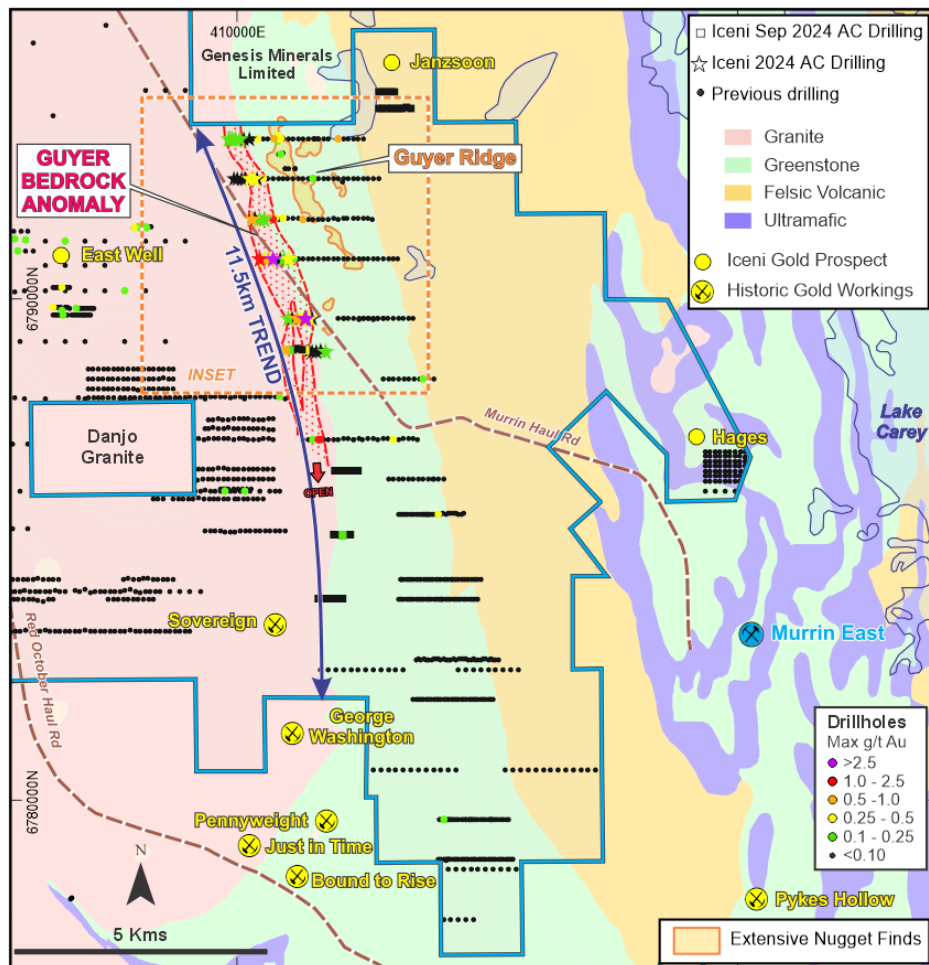 410000E
Genesis Minerals
Limited
Janzsoon
□ Iceni Sep 2024 AC Drilling
☆ Iceni 2024 AC Drilling
• Previous drilling
Granite
Greenstone
Felsic Volcanic
Ultramafic
Iceni Gold Prospect
Historic Gold Workings
GUYER
BEDROCK
ANOMALY
Guyer Ridge
East Well
6790000N
11.5km TREND
INSET
Danjo
Granite
Murrin Haul Rd
Hages
Lake
Carey
OPEN
Sovereign
Murrin East
Red October Haul Rd
George
Washington
Drillholes
Max g/t Au
>2.5
1.0 - 2.5
0.5 -1.0
0.25 - 0.5
0.1 - 0.25
<0.10
6780000N
Pennyweight
Just in Time
Bound to Rise
Pykes Hollow
N
5 Kms
Extensive Nugget Finds